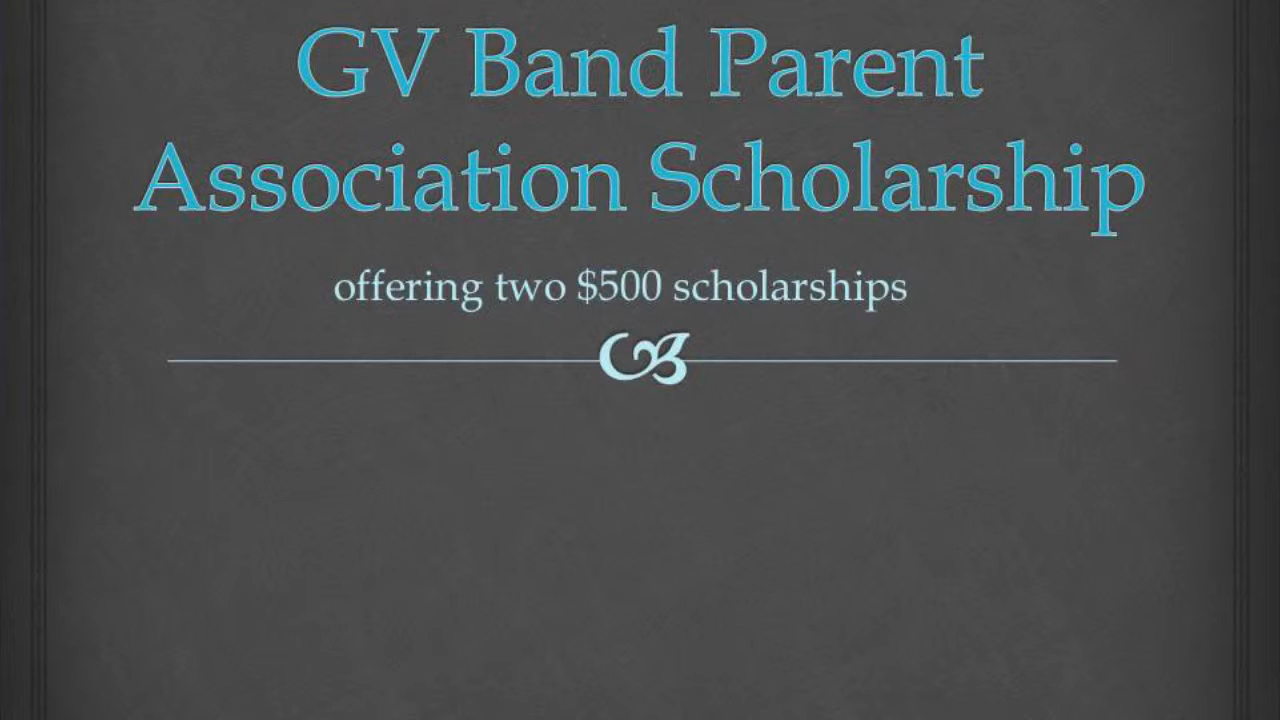 GV Band Parent
Association Scholarship
offering two $500 scholarships